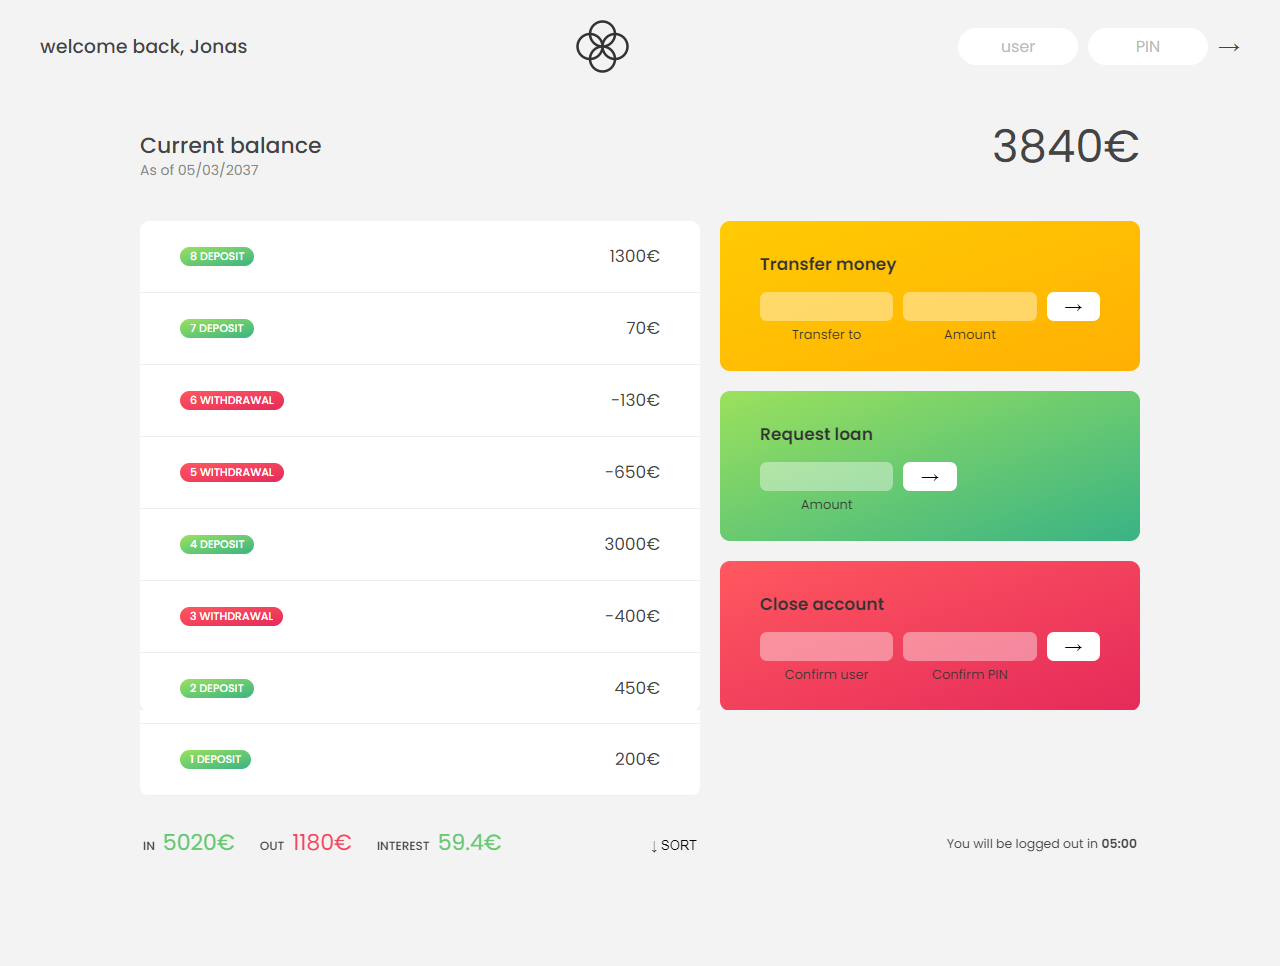 welcome back, Jonas
user
PIN
→
Current balance
As of 05/03/2037
3840€
8 DEPOSIT 1300€
7 DEPOSIT 70€
6 WITHDRAWAL -130€
5 WITHDRAWAL -650€
4 DEPOSIT 3000€
3 WITHDRAWAL -400€
2 DEPOSIT 450€
1 DEPOSIT 200€
Transfer money
→
Transfer to Amount
Request loan
→
Amount
Close account
→
Confirm user Confirm PIN
IN 5020€ OUT 1180€ INTEREST 59.4€
↓ SORT
You will be logged out in 05:00